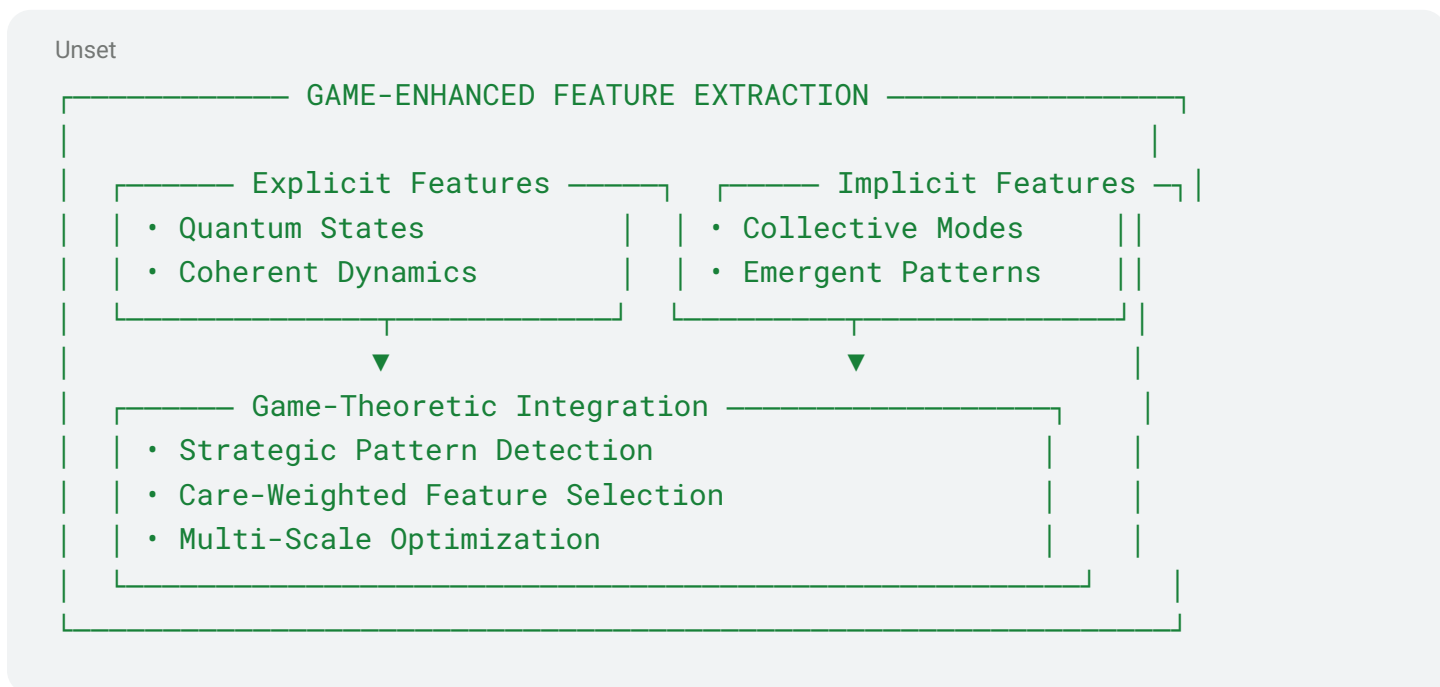 Unset
GAME-ENHANCED FEATURE EXTRACTION
Explicit Features Implicit Features
• Quantum States • Collective Modes
• Coherent Dynamics • Emergent Patterns
▼ ▼
Game-Theoretic Integration
• Strategic Pattern Detection
• Care-Weighted Feature Selection
• Multi-Scale Optimization